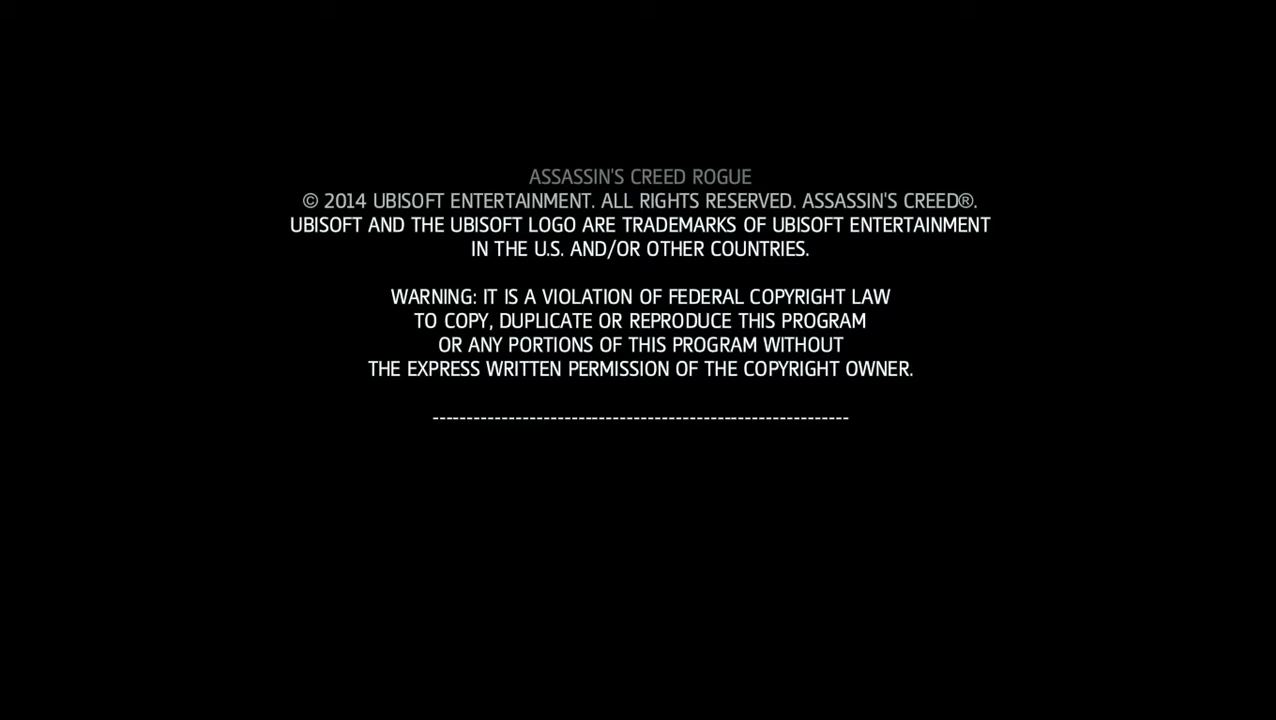 ASSASSIN'S CREED ROGUE
© 2014 UBISOFT ENTERTAINMENT. ALL RIGHTS RESERVED. ASSASSIN'S CREED®.
UBISOFT AND THE UBISOFT LOGO ARE TRADEMARKS OF UBISOFT ENTERTAINMENT
IN THE U.S. AND/OR OTHER COUNTRIES.
WARNING: IT IS A VIOLATION OF FEDERAL COPYRIGHT LAW
TO COPY, DUPLICATE OR REPRODUCE THIS PROGRAM
OR ANY PORTIONS OF THIS PROGRAM WITHOUT
THE EXPRESS WRITTEN PERMISSION OF THE COPYRIGHT OWNER.
------------------------------------------------------------